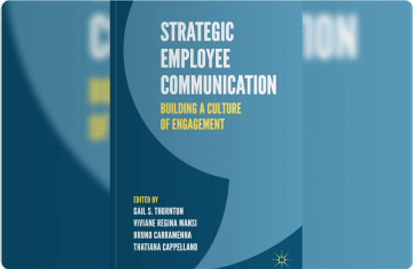 STRATEGIC
EMPLOYEE
COMMUNICATION
BUILDING A CULTURE
OF ENGAGEMENT
EDITED BY
GAIL S. THORNTON
VIVIANE REGINA MANSI
BRUNO CARRAMENHA
THATIANA CAPPELLANO